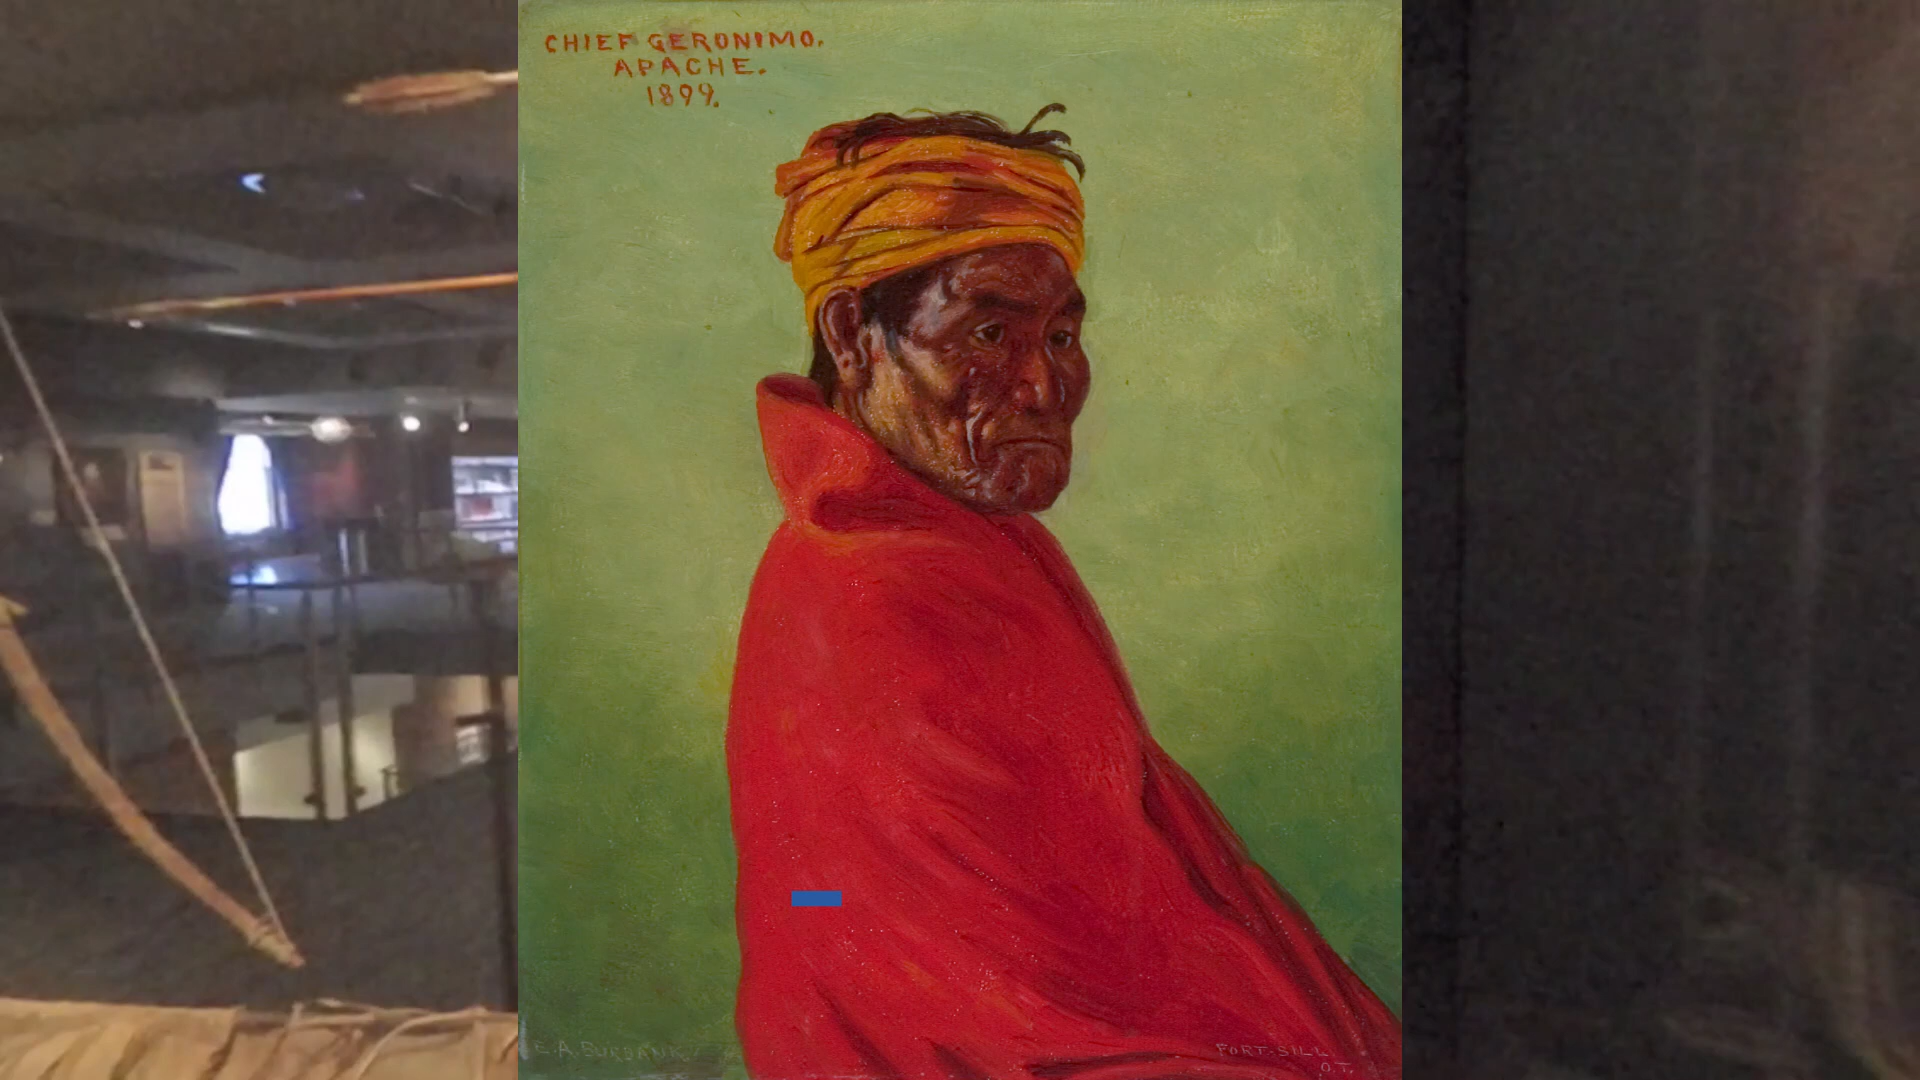 CHIEF GERONIMO.
APACHE.
1899.
E.A. BURBANK.
FORT-SILL
O.T.